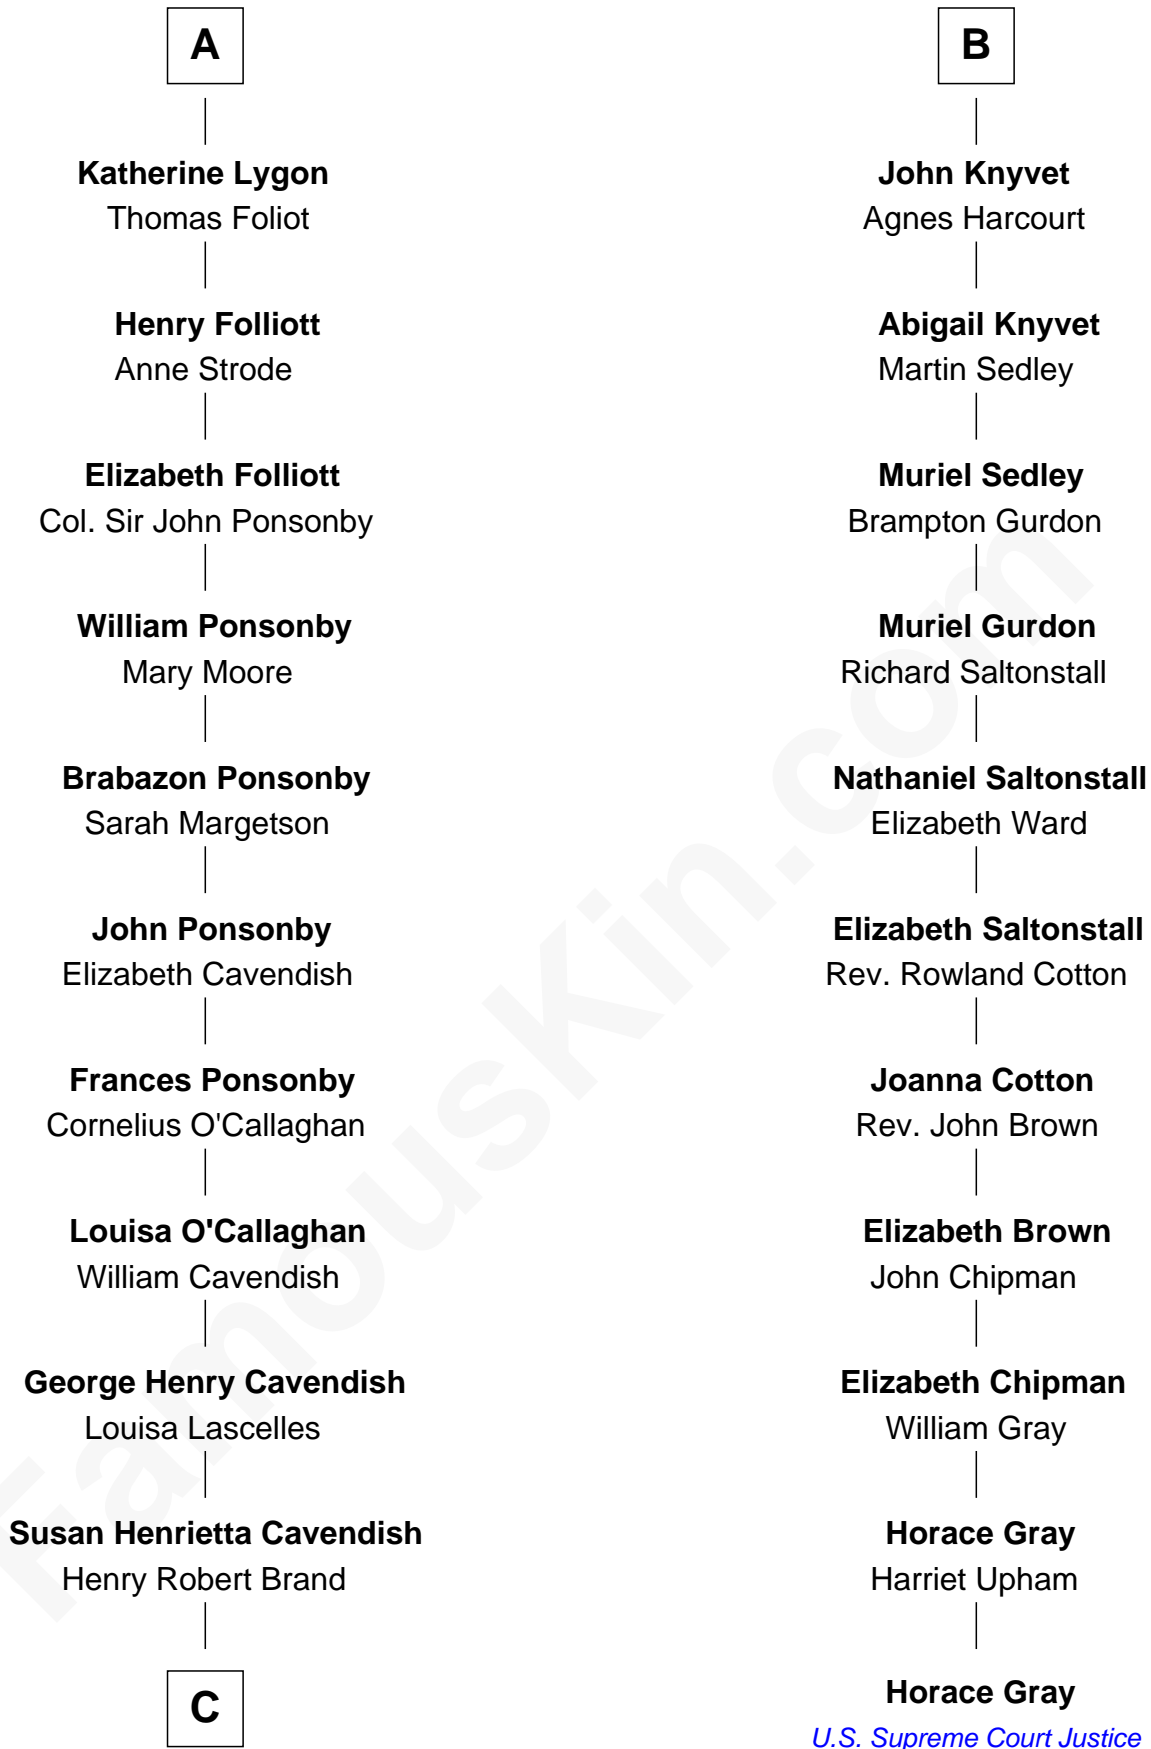 A
Katherine Lygon
Thomas Foliot
Henry Folliott
Anne Strode
Elizabeth Folliott
Col. Sir John Ponsonby
William Ponsonby
Mary Moore
Brabazon Ponsonby
Sarah Margetson
John Ponsonby
Elizabeth Cavendish
Frances Ponsonby
Cornelius O'Callaghan
Louisa O'Callaghan
William Cavendish
George Henry Cavendish
Louisa Lascelles
Susan Henrietta Cavendish
Henry Robert Brand
C
B
John Knyvet
Agnes Harcourt
Abigail Knyvet
Martin Sedley
Muriel Sedley
Brampton Gurdon
Muriel Gurdon
Richard Saltonstall
Nathaniel Saltonstall
Elizabeth Ward
Elizabeth Saltonstall
Rev. Rowland Cotton
Joanna Cotton
Rev. John Brown
Elizabeth Brown
John Chipman
Elizabeth Chipman
William Gray
Horace Gray
Harriet Upham
Horace Gray
U.S. Supreme Court Justice
FamousKin.com